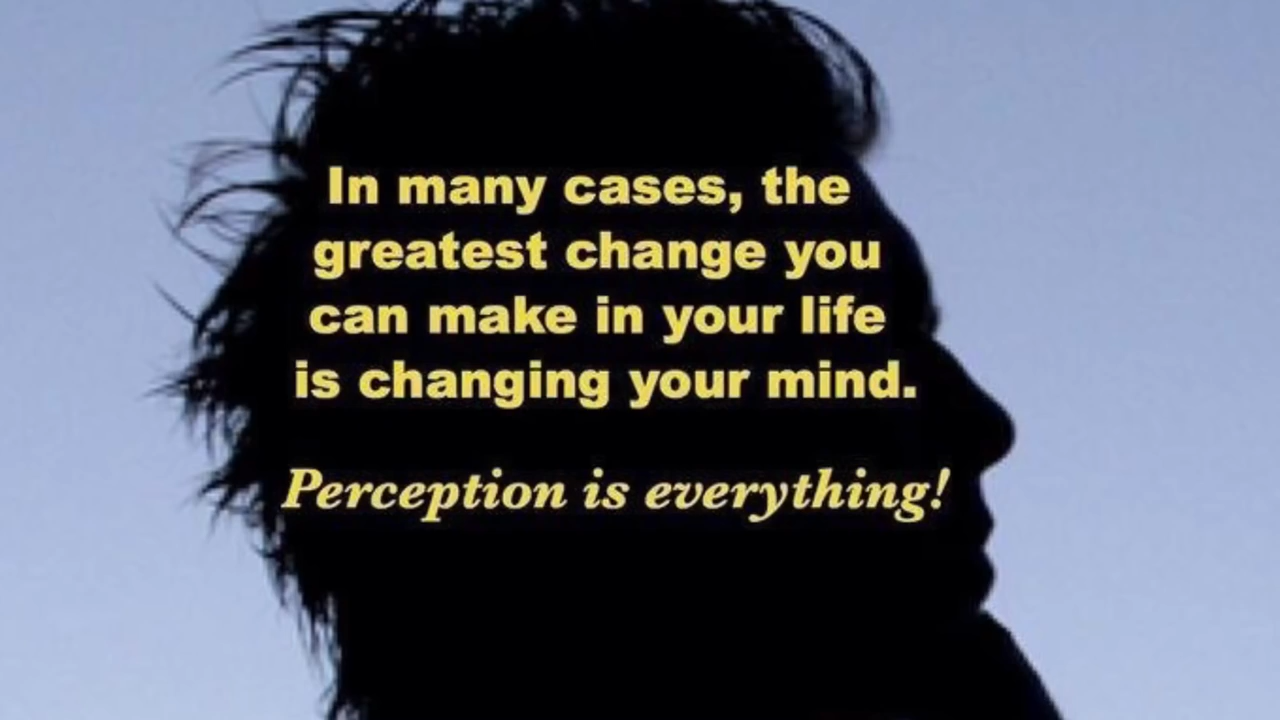 In many cases, the
greatest change you
can make in your life
is changing your mind.
Perception is everything!